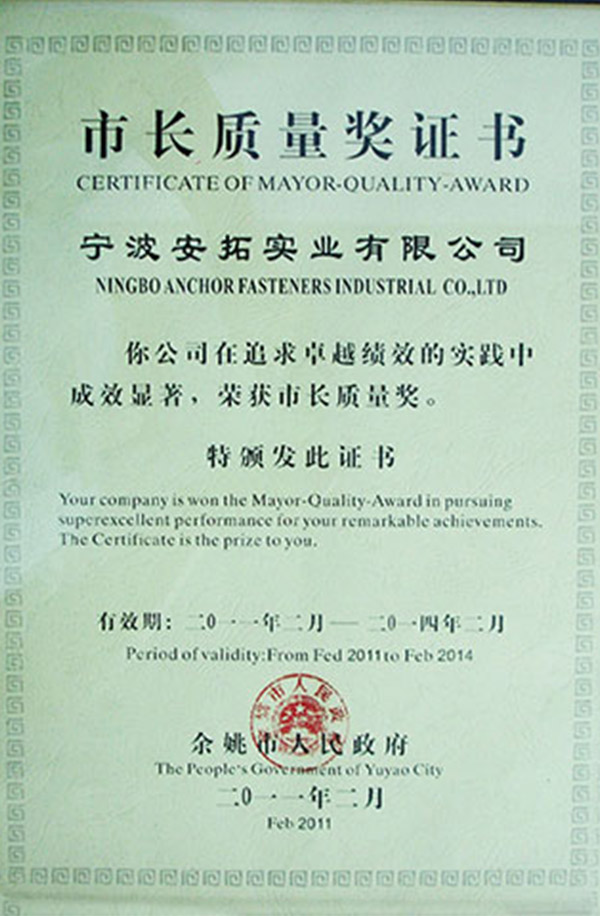 市长质量奖证书
CERTIFICATE OF MAYOR-QUALITY-AWARD
宁波安拓实业有限公司
NINGBO ANCHOR FASTENERS INDUSTRIAL CO.,LTD
你公司在追求卓越绩效的实践中
成效显著，荣获市长质量奖。
特颁发此证书
Your company is won the Mayor-Quality-Award in pursuing
superexcellent performance for your remarkable achievements.
The Certificate is the prize to you.
有效期：二〇一一年二月——二〇一四年二月
Period of validity:From Fed 2011 to Feb 2014
余姚市人民政府
The People's Government of Yuyao City
二〇一一年二月
Feb 2011